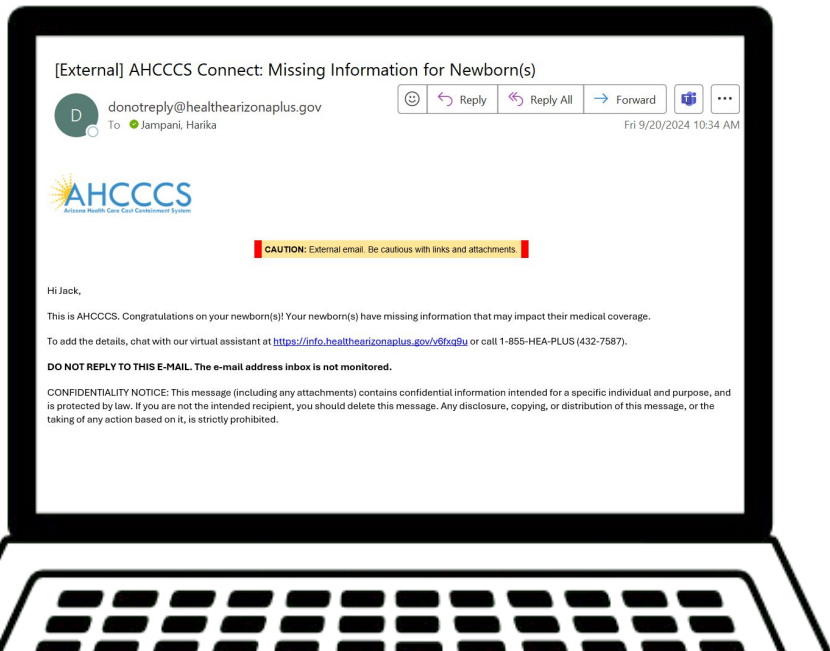 [External] AHCCCS Connect: Missing Information for Newborn(s)
D
donotreply@healthearizonaplus.gov
To Jampani, Harika
Reply
Reply All
Forward
Fri 9/20/2024 10:34 AM
AHCCCS
Arizona Health Care Cost Containment System
CAUTION: External email. Be cautious with links and attachments.
Hi Jack,
This is AHCCCS. Congratulations on your newborn(s)! Your newborn(s) have missing information that may impact their medical coverage.
To add the details, chat with our virtual assistant at https://info.healthearizonaplus.gov/v6fxq9u or call 1-855-HEA-PLUS (432-7587).
DO NOT REPLY TO THIS E-MAIL. The e-mail address inbox is not monitored.
CONFIDENTIALITY NOTICE: This message (including any attachments) contains confidential information intended for a specific individual and purpose, and
is protected by law. If you are not the intended recipient, you should delete this message. Any disclosure, copying, or distribution of this message, or the
taking of any action based on it, is strictly prohibited.